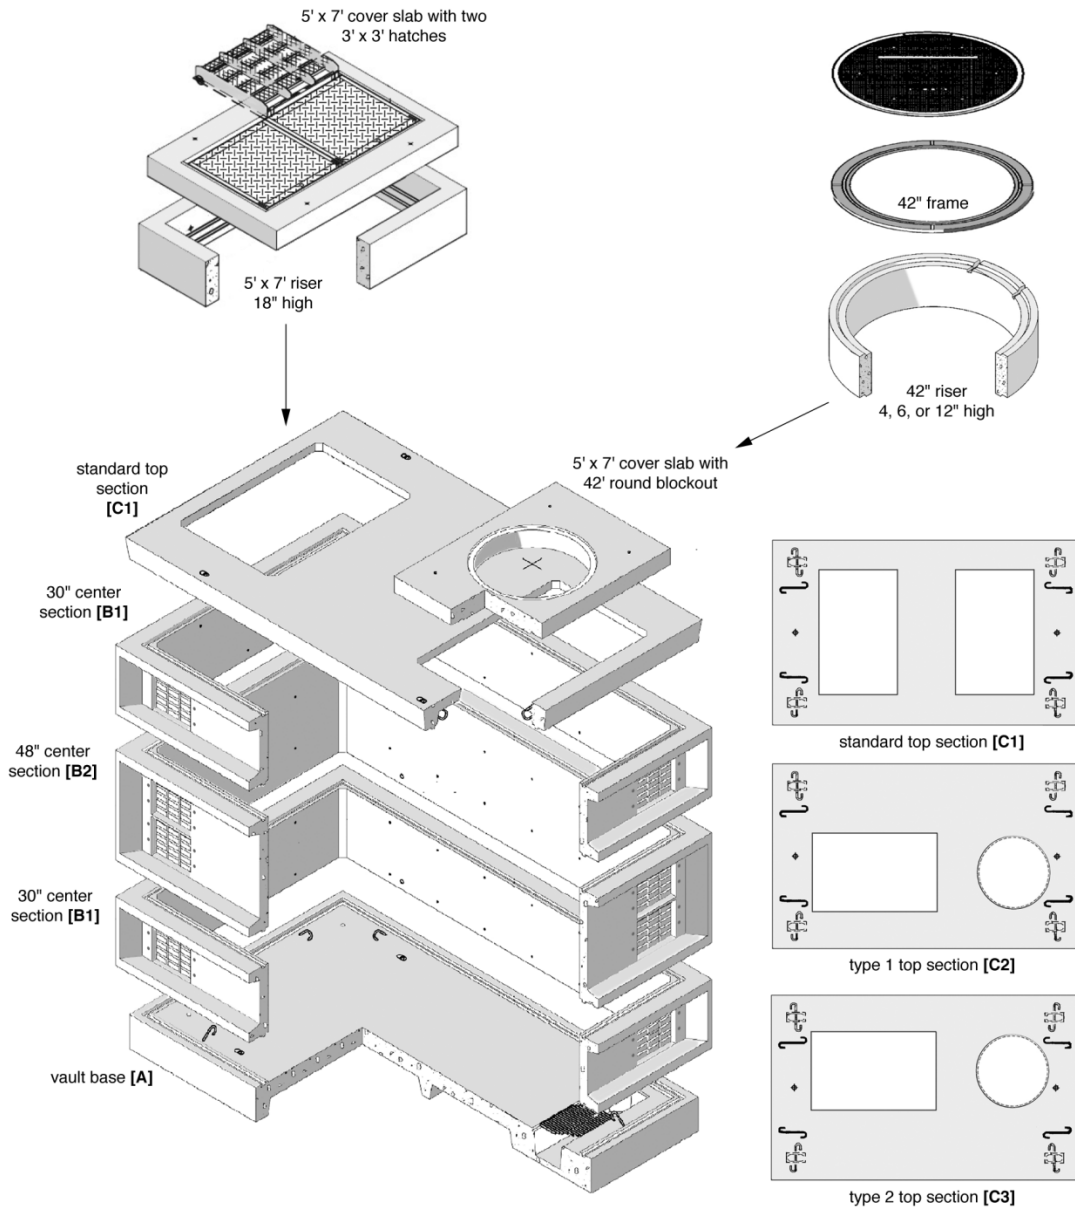 5' x 7' cover slab with two
3' x 3' hatches
42" frame
5' x 7' riser
18" high
42" riser
4, 6, or 12" high
standard top
section
[C1]
5' x 7' cover slab with
42' round blockout
30" center
section [B1]
48" center
section [B2]
30" center
section [B1]
vault base [A]
standard top section [C1]
type 1 top section [C2]
type 2 top section [C3]